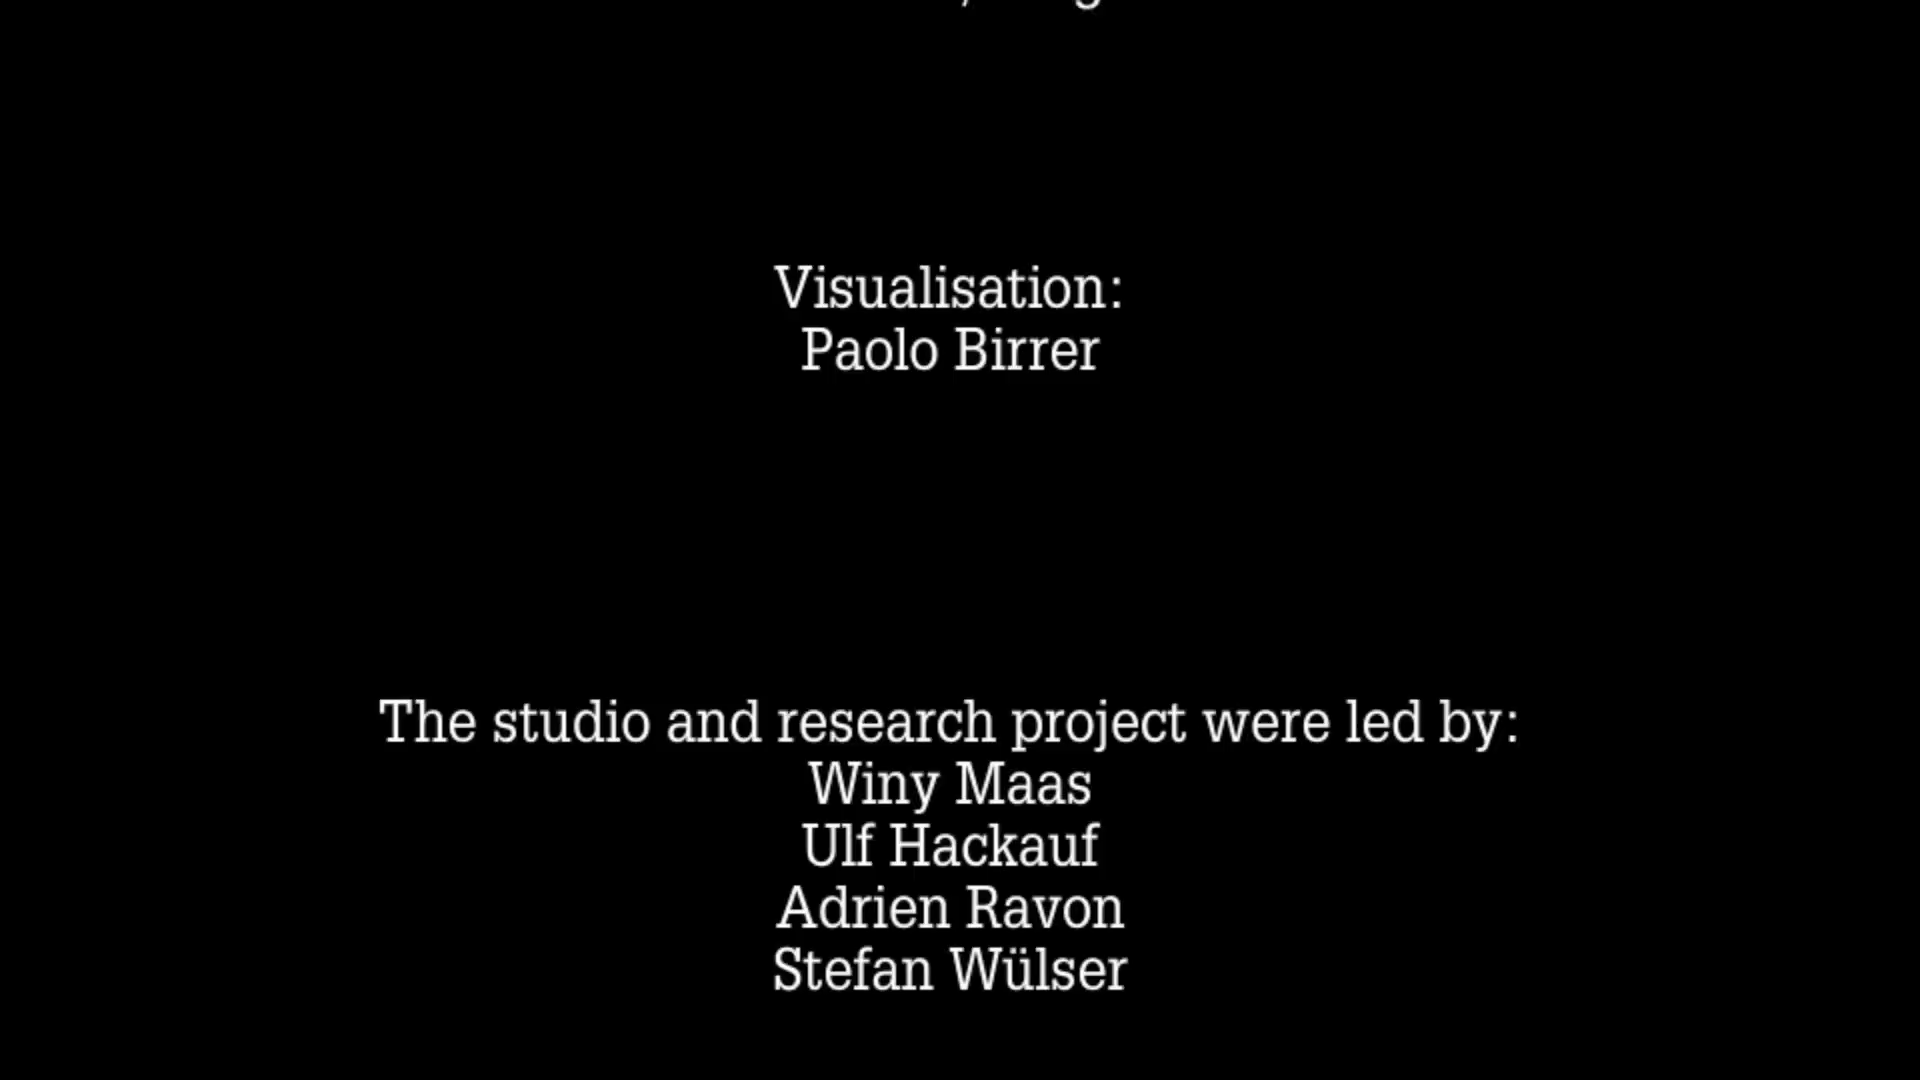 Visualisation:
Paolo Birrer
The studio and research project were led by:
Winy Maas
Ulf Hackauf
Adrien Ravon
Stefan Wülser